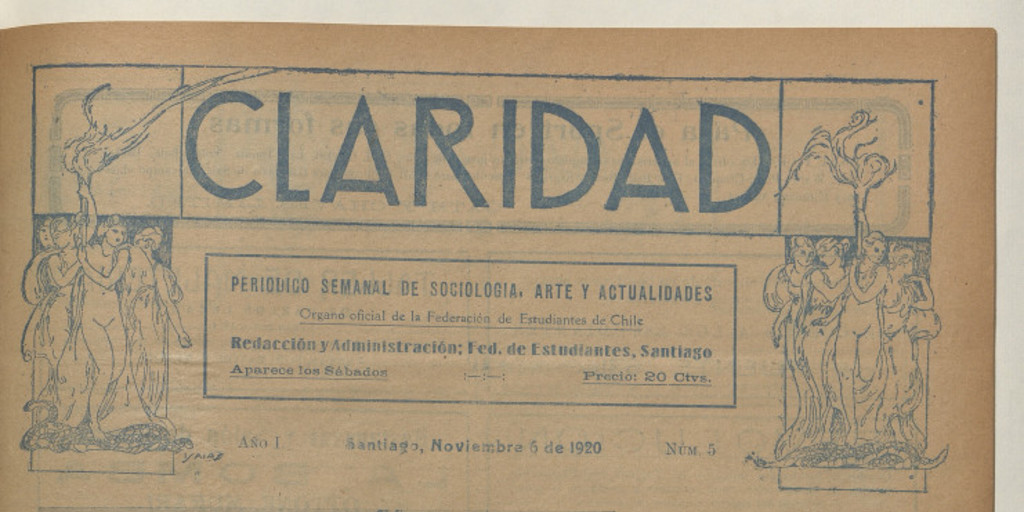 CLARIDAD
PERIODICO SEMANAL DE SOCIOLOGIA, ARTE Y ACTUALIDADES
Organo oficial de la Federación de Estudiantes de Chile
Redacción y Administración; Fed. de Estudiantes, Santiago
Aparece los Sábados :—:—: Precio: 20 Ctvs.
Año I Santiago, Noviembre 6 de 1920 Núm. 5